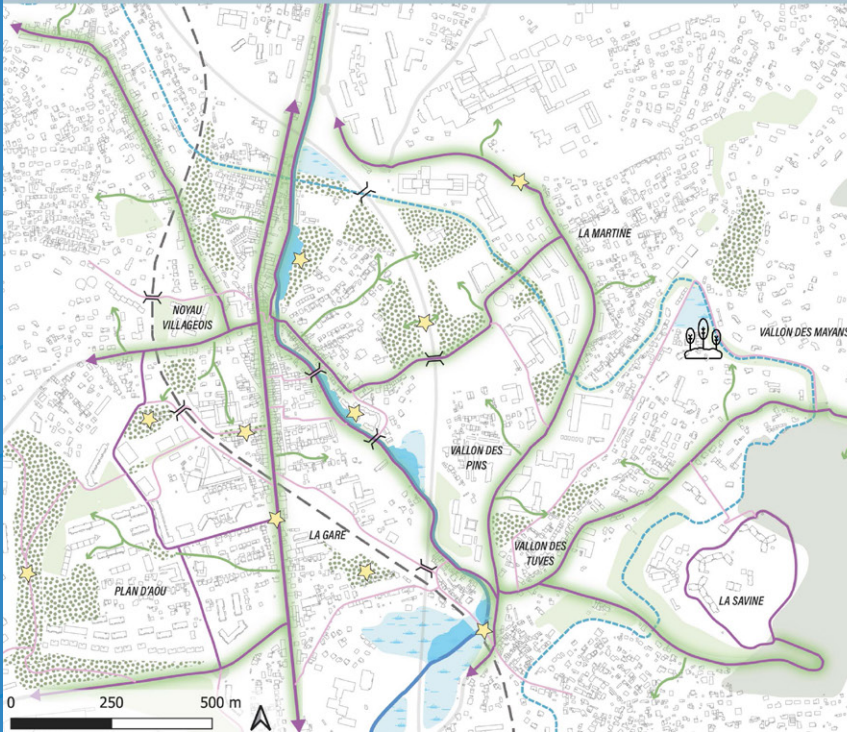 LA MARTINE
NOYAU
VILLAGEOIS
VALLON DES MAYANS
VALLON DES
PINS
LA GARE
VALLON DES
TUVES
PLAN D'AOU
LA SAVINE
0 250 500 m